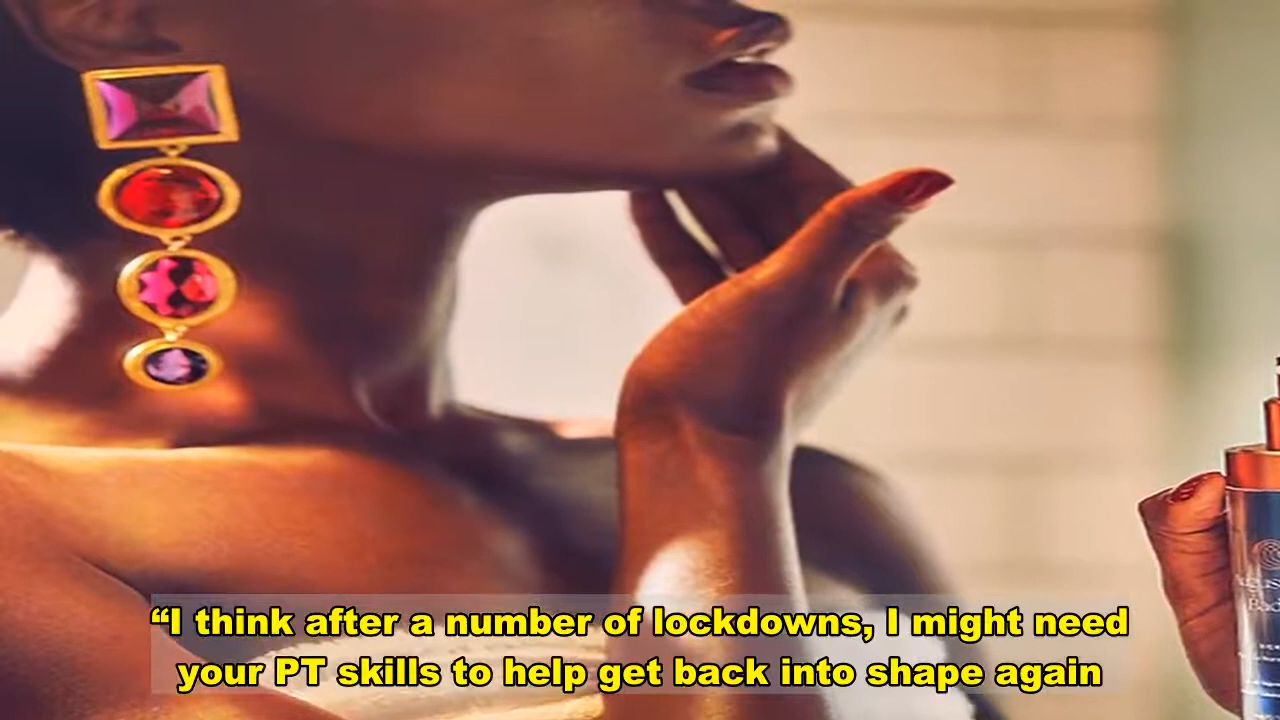 “I think after a number of lockdowns, I might need
your PT skills to help get back into shape again